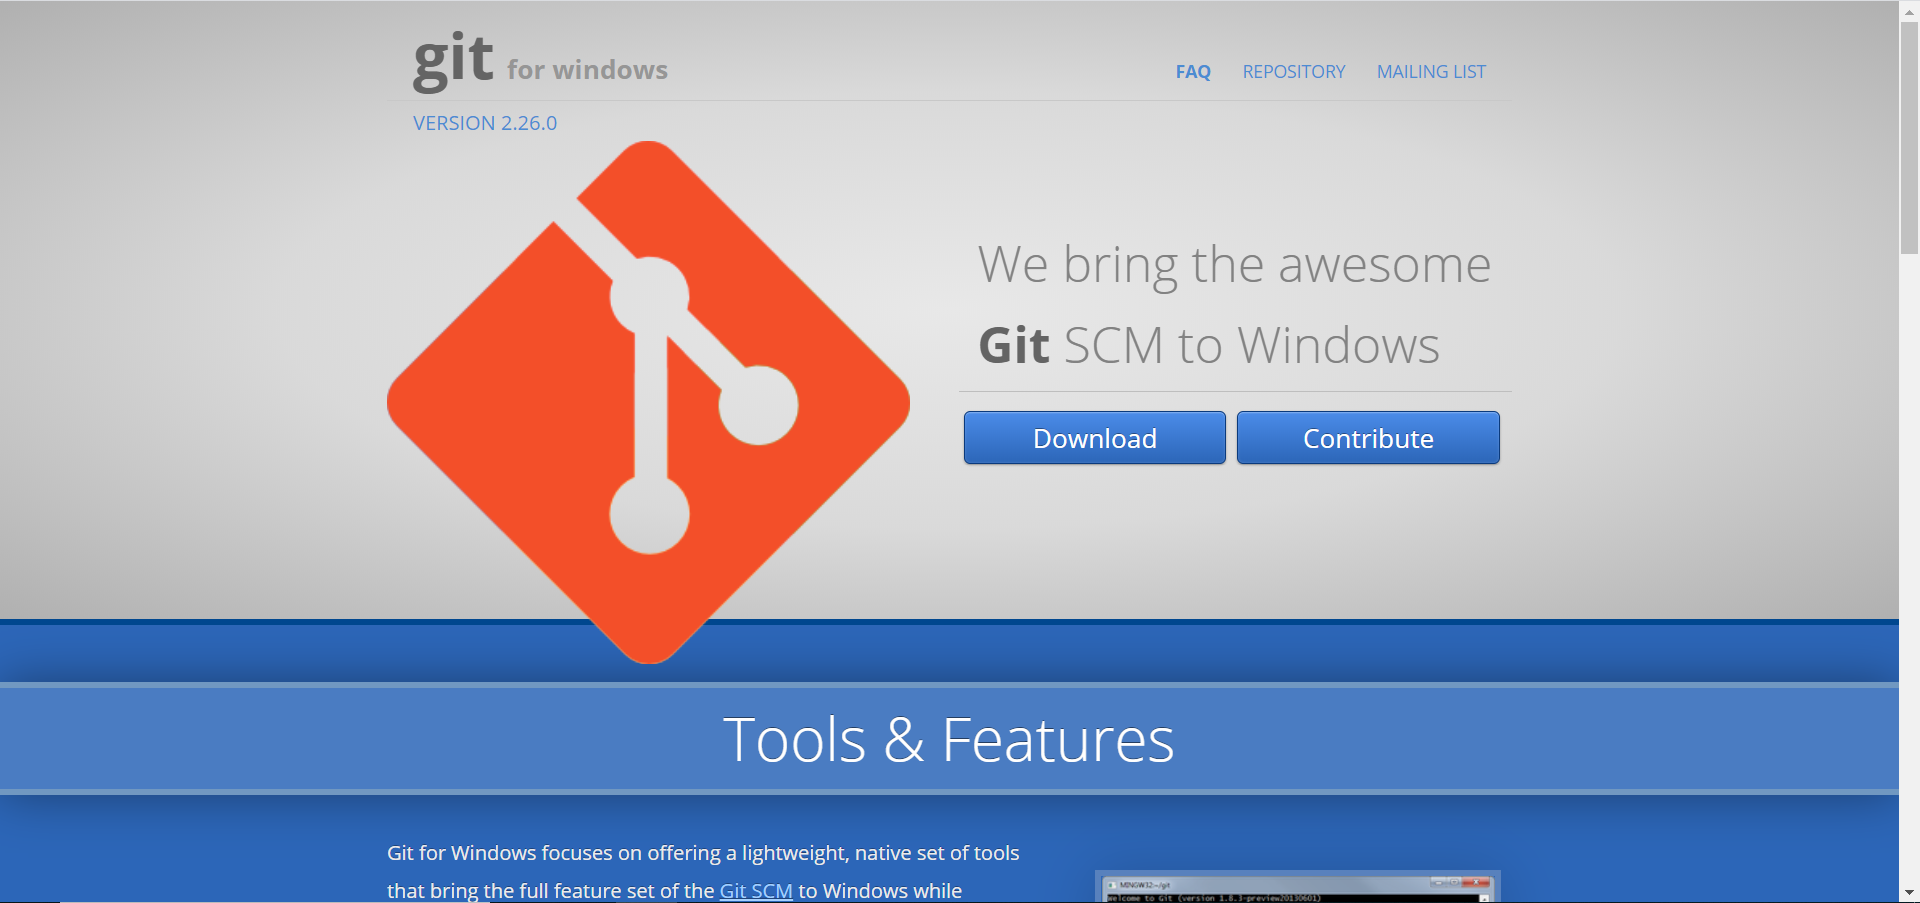 git for windows
FAQ REPOSITORY MAILING LIST
VERSION 2.26.0
We bring the awesome
Git SCM to Windows
Download Contribute
Tools & Features
Git for Windows focuses on offering a lightweight, native set of tools
that bring the full feature set of the Git SCM to Windows while
MINGW32:~/git
Welcome to Git (version 1.8.3-preview20130601)